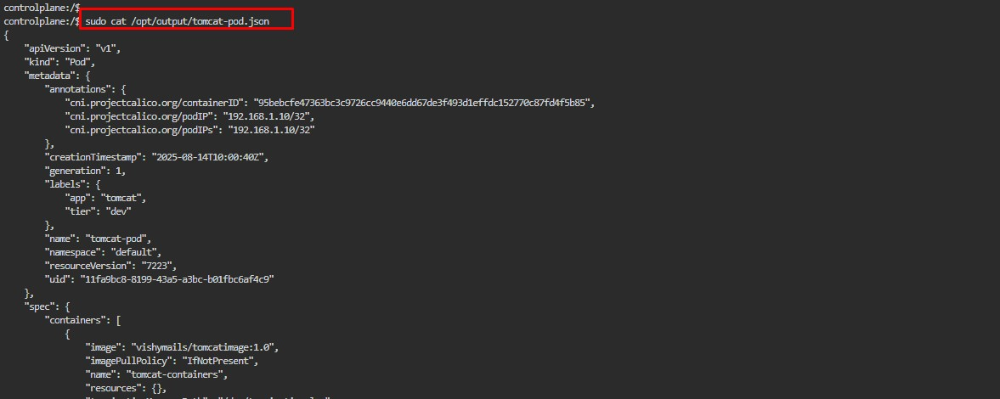 controlplane:/$
controlplane:/$ sudo cat /opt/output/tomcat-pod.json
{
    "apiVersion": "v1",
    "kind": "Pod",
    "metadata": {
        "annotations": {
            "cni.projectcalico.org/containerID": "95bebcfe47363bc3c9726cc9440e6dd67de3f493d1effdc152770c87fd4f5b85",
            "cni.projectcalico.org/podIP": "192.168.1.10/32",
            "cni.projectcalico.org/podIPs": "192.168.1.10/32"
        },
        "creationTimestamp": "2025-08-14T10:00:40Z",
        "generation": 1,
        "labels": {
            "app": "tomcat",
            "tier": "dev"
        },
        "name": "tomcat-pod",
        "namespace": "default",
        "resourceVersion": "7223",
        "uid": "11fa9bc8-8199-43a5-a3bc-b01fbc6af4c9"
    },
    "spec": {
        "containers": [
            {
                "image": "vishymails/tomcatimage:1.0",
                "imagePullPolicy": "IfNotPresent",
                "name": "tomcat-containers",
                "resources": {},